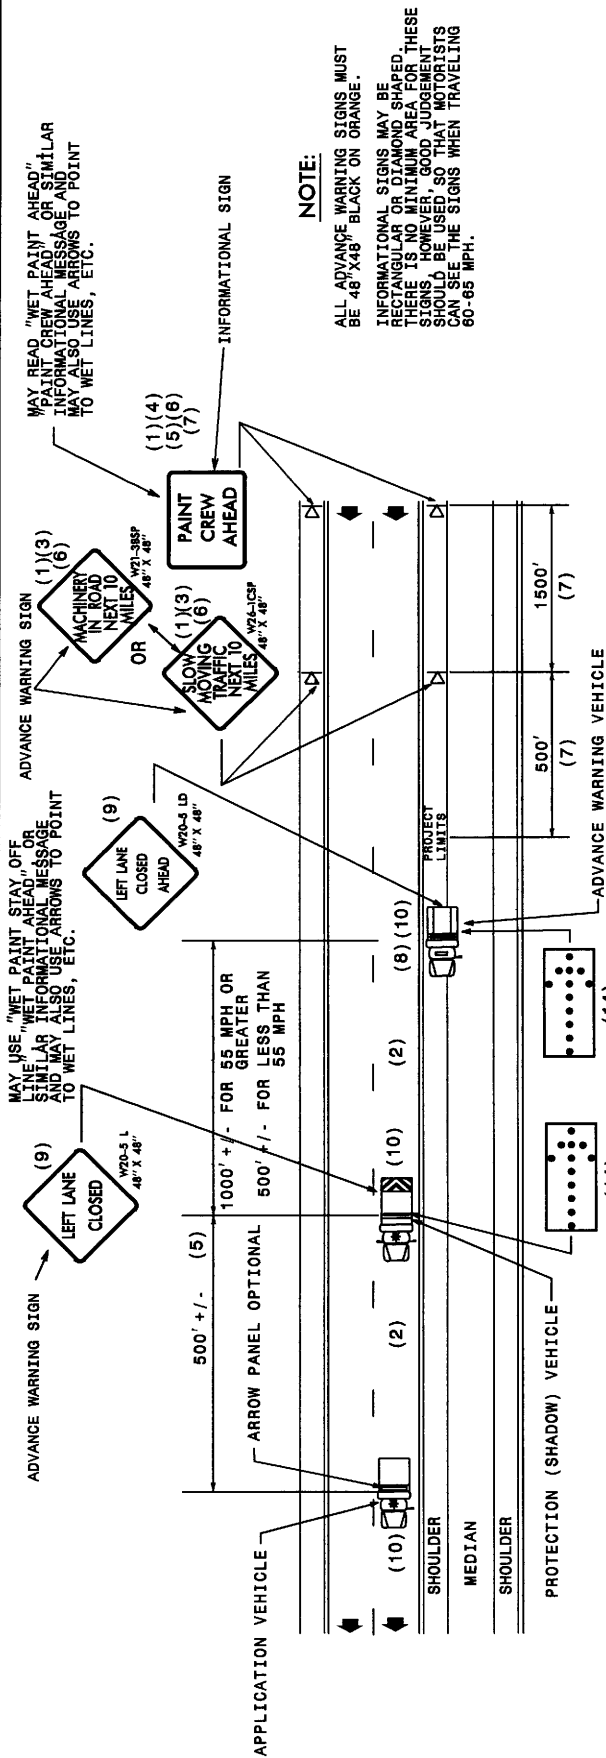 MAY READ "WET PAINT AHEAD"
"PAINT CREW AHEAD" OR SIMILAR
INFORMATIONAL MESSAGE AND
MAY ALSO USE ARROWS TO POINT
TO WET LINES, ETC.
ADVANCE WARNING SIGN
MACHINERY
IN ROAD
NEXT 10
MILES
(1)(3)
(6)
W21-3BSP
48" X 48"
OR
SLOW
MOVING
TRAFFIC
NEXT 10
MILES
(1)(3)
(6)
W26-1CSP
48" X 48"
PAINT
CREW
AHEAD
(1)(4)
(5)(6)
(7)
INFORMATIONAL SIGN
NOTE:
ALL ADVANCE WARNING SIGNS MUST
BE 48"X48" BLACK ON ORANGE.
INFORMATIONAL SIGNS MAY BE
RECTANGULAR OR DIAMOND SHAPED.
THERE IS NO MINIMUM AREA FOR THESE
SIGNS, HOWEVER, GOOD JUDGEMENT
SHOULD BE USED, SO THAT MOTORISTS
CAN SEE THE SIGNS WHEN TRAVELING
60-65 MPH.
MAY USE "WET PAINT STAY OFF
LINE" "WET PAINT AHEAD" OR
SIMILAR INFORMATIONAL MESSAGE
AND MAY ALSO USE ARROWS TO POINT
TO WET LINES, ETC.
LEFT LANE
CLOSED
AHEAD
(9)
W20-5 LD
48" X 48"
ADVANCE WARNING SIGN
LEFT LANE
CLOSED
(9)
W20-5 L
48" X 48"
500' +/- (5)
1000' +/- FOR 55 MPH OR
GREATER
500' +/- FOR LESS THAN
55 MPH
ARROW PANEL OPTIONAL
APPLICATION VEHICLE
(10)
(2)
(10)
(2)
(8)(10)
PROJECT
LIMITS
SHOULDER
MEDIAN
SHOULDER
500'
(7)
1500'
(7)
PROTECTION (SHADOW) VEHICLE
ADVANCE WARNING VEHICLE